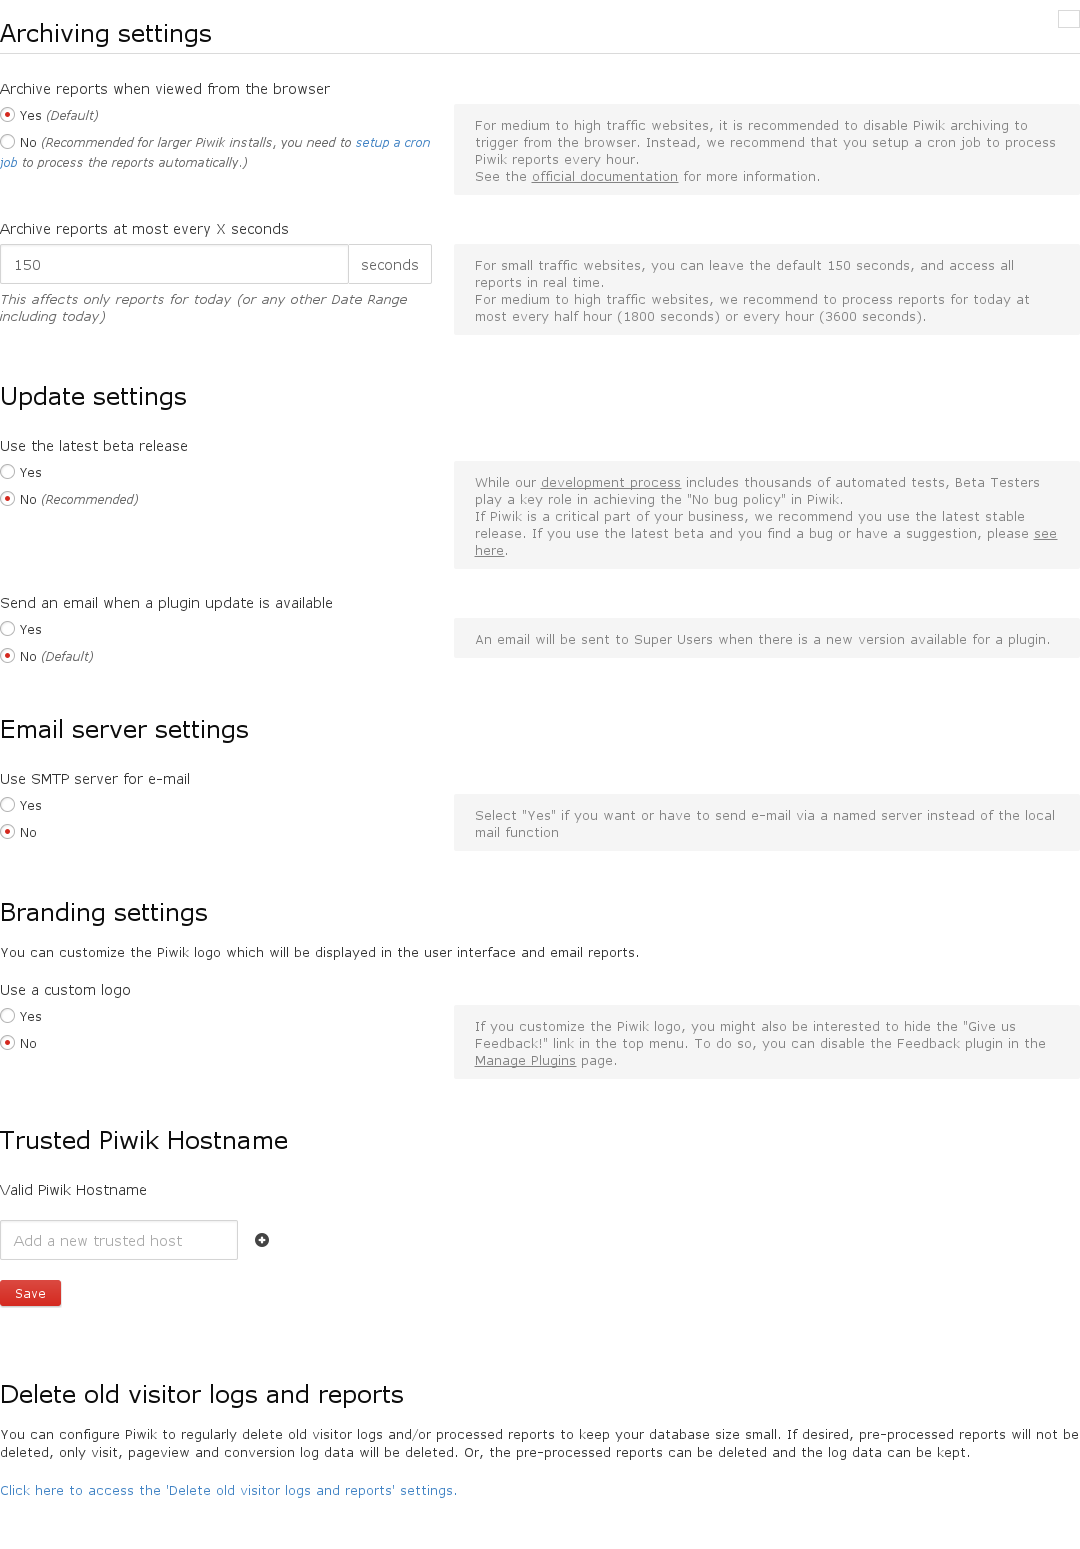 Archiving settings
Archive reports when viewed from the browser
Yes (Default)
No (Recommended for larger Piwik installs, you need to setup a cron
job to process the reports automatically.)
For medium to high traffic websites, it is recommended to disable Piwik archiving to
trigger from the browser. Instead, we recommend that you setup a cron job to process
Piwik reports every hour.
See the official documentation for more information.
Archive reports at most every X seconds
150 seconds
This affects only reports for today (or any other Date Range
including today)
For small traffic websites, you can leave the default 150 seconds, and access all
reports in real time.
For medium to high traffic websites, we recommend to process reports for today at
most every half hour (1800 seconds) or every hour (3600 seconds).
Update settings
Use the latest beta release
Yes
No (Recommended)
While our development process includes thousands of automated tests, Beta Testers
play a key role in achieving the "No bug policy" in Piwik.
If Piwik is a critical part of your business, we recommend you use the latest stable
release. If you use the latest beta and you find a bug or have a suggestion, please see
here.
Send an email when a plugin update is available
Yes
No (Default)
An email will be sent to Super Users when there is a new version available for a plugin.
Email server settings
Use SMTP server for e-mail
Yes
No
Select "Yes" if you want or have to send e-mail via a named server instead of the local
mail function
Branding settings
You can customize the Piwik logo which will be displayed in the user interface and email reports.
Use a custom logo
Yes
No
If you customize the Piwik logo, you might also be interested to hide the "Give us
Feedback!" link in the top menu. To do so, you can disable the Feedback plugin in the
Manage Plugins page.
Trusted Piwik Hostname
Valid Piwik Hostname
Add a new trusted host
Save
Delete old visitor logs and reports
You can configure Piwik to regularly delete old visitor logs and/or processed reports to keep your database size small. If desired, pre-processed reports will not be
deleted, only visit, pageview and conversion log data will be deleted. Or, the pre-processed reports can be deleted and the log data can be kept.
Click here to access the 'Delete old visitor logs and reports' settings.